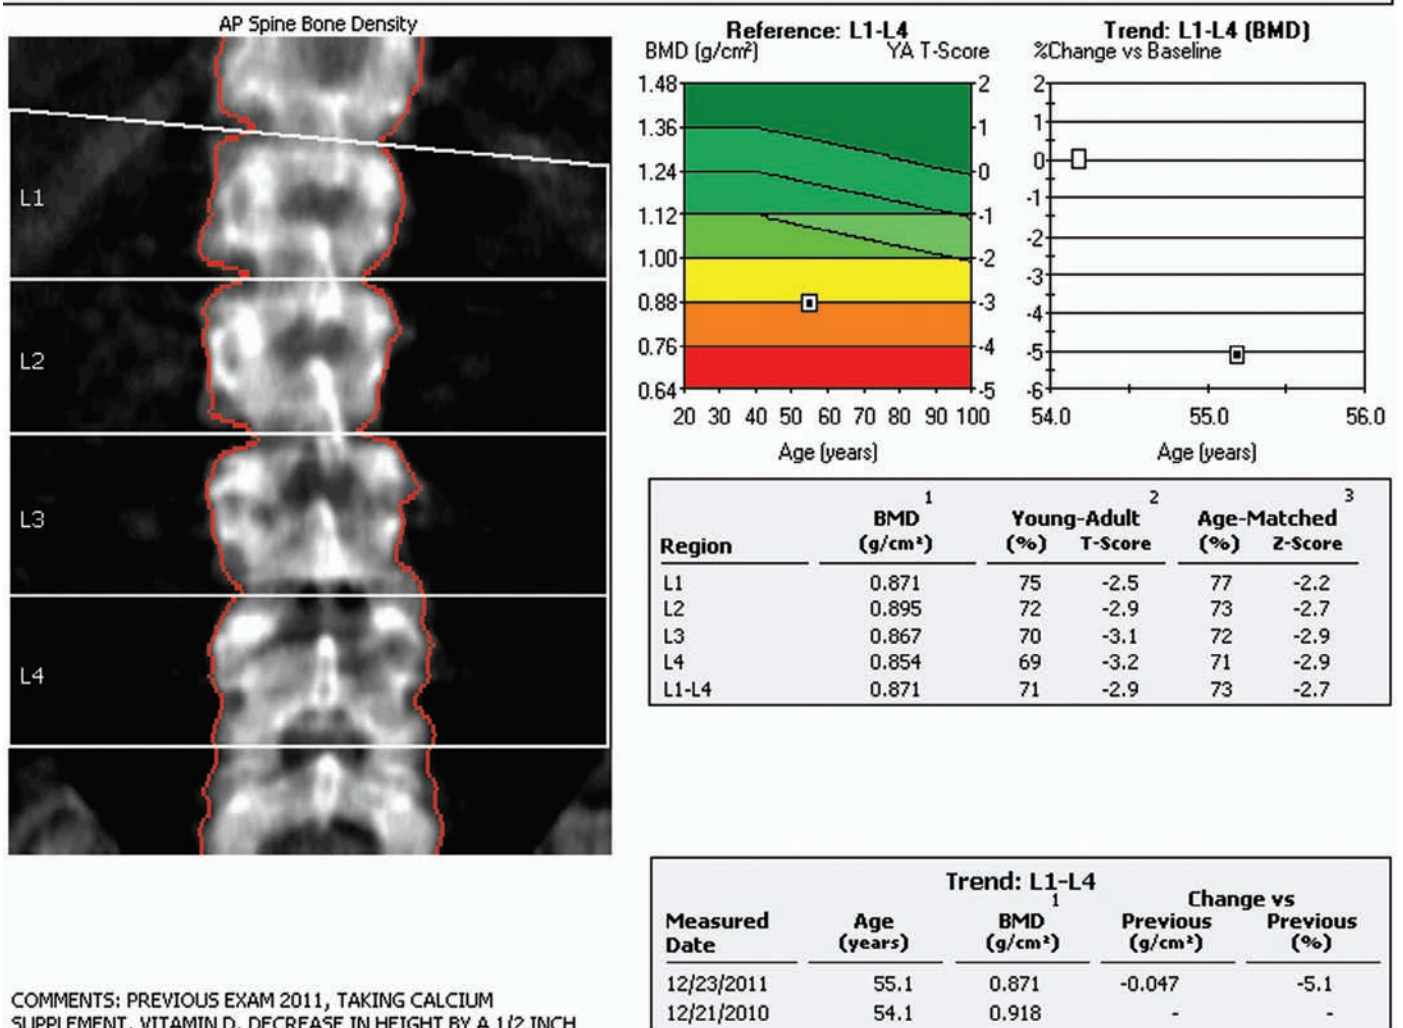 AP Spine Bone Density
L1
L2
L3
L4
COMMENTS: PREVIOUS EXAM 2011, TAKING CALCIUM
SUPPLEMENT, VITAMIN D, DECREASE IN HEIGHT BY A 1/2 INCH
Reference: L1-L4
BMD (g/cm²) YA T-Score
1.48 2
1.36 1
1.24 0
1.12 -1
1.00 -2
0.88 -3
0.76 -4
0.64 -5
20 30 40 50 60 70 80 90 100
Age (years)
Trend: L1-L4 (BMD)
%Change vs Baseline
2
1
0
-1
-2
-3
-4
-5
-6
54.0 55.0 56.0
Age (years)
1 2 3
BMD Young-Adult Age-Matched
Region (g/cm²) (%) T-Score (%) Z-Score
L1 0.871 75 -2.5 77 -2.2
L2 0.895 72 -2.9 73 -2.7
L3 0.867 70 -3.1 72 -2.9
L4 0.854 69 -3.2 71 -2.9
L1-L4 0.871 71 -2.9 73 -2.7
Trend: L1-L4
1 Change vs
Measured Age BMD Previous Previous
Date (years) (g/cm²) (g/cm²) (%)
12/23/2011 55.1 0.871 -0.047 -5.1
12/21/2010 54.1 0.918 - -